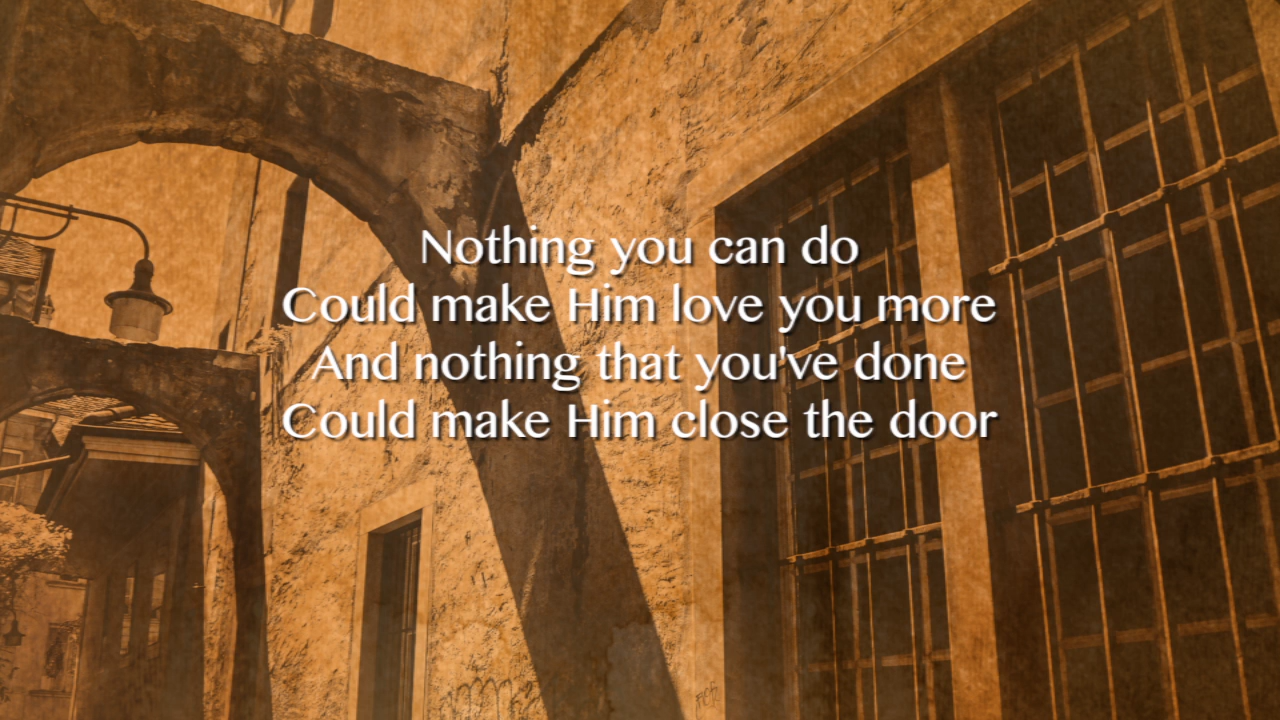 Nothing you can do
Could make Him love you more
And nothing that you've done
Could make Him close the door